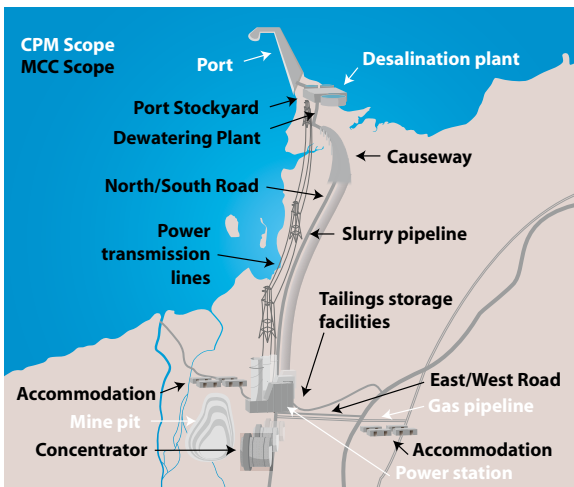 CPM Scope
MCC Scope
Port
Desalination plant
Port Stockyard
Dewatering Plant
Causeway
North/South Road
Power
transmission
lines
Slurry pipeline
Tailings storage
facilities
Accommodation
East/West Road
Mine pit
Gas pipeline
Concentrator
Accommodation
Power station